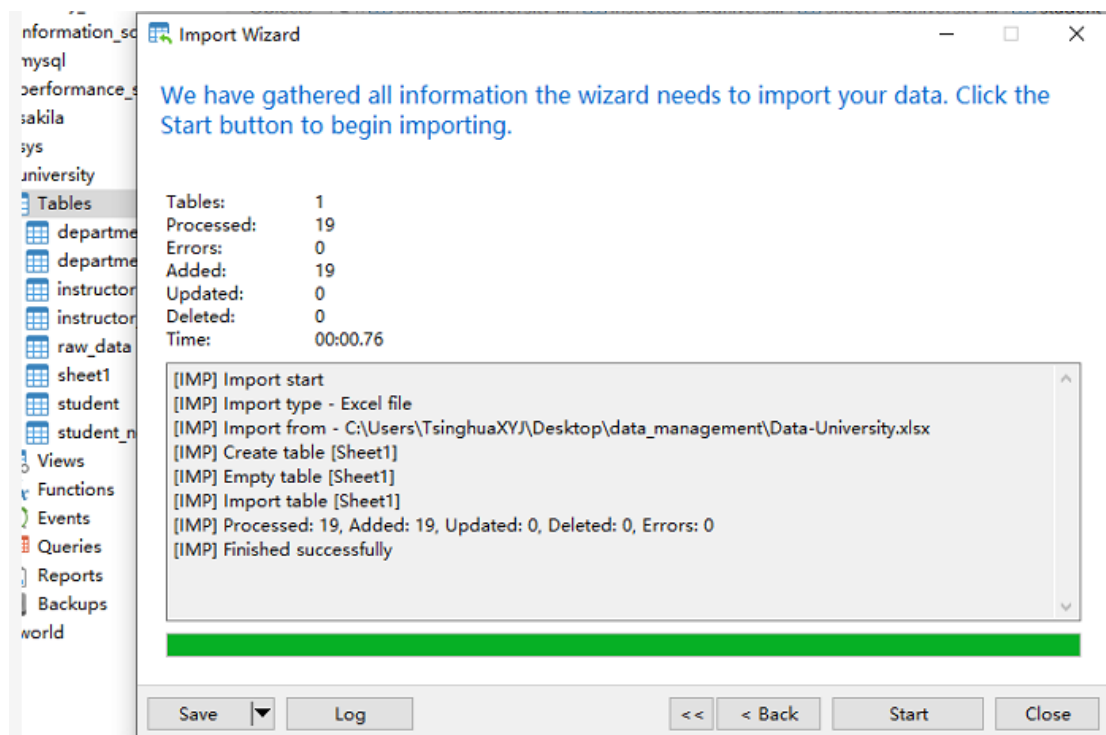 Import Wizard
We have gathered all information the wizard needs to import your data. Click the
Start button to begin importing.
nformation_sc
mysql
performance_s
sakila
sys
university
Tables
departme
departme
instructor
instructor
raw_data
sheet1
student
student_n
Views
Functions
Events
Queries
Reports
Backups
world
Tables: 1
Processed: 19
Errors: 0
Added: 19
Updated: 0
Deleted: 0
Time: 00:00.76
[IMP] Import start
[IMP] Import type - Excel file
[IMP] Import from - C:\Users\TsinghuaXYJ\Desktop\data_management\Data-University.xlsx
[IMP] Create table [Sheet1]
[IMP] Empty table [Sheet1]
[IMP] Import table [Sheet1]
[IMP] Processed: 19, Added: 19, Updated: 0, Deleted: 0, Errors: 0
[IMP] Finished successfully
Save Log << < Back Start Close